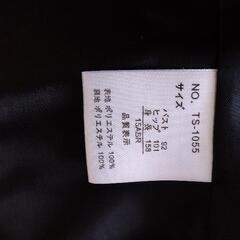 NO. TS-1055
サイズ
バスト 92
ヒップ 101
身長 158
15ABR
品質表示
表地 ポリエステル 100%
裏地 ポリエステル 100%